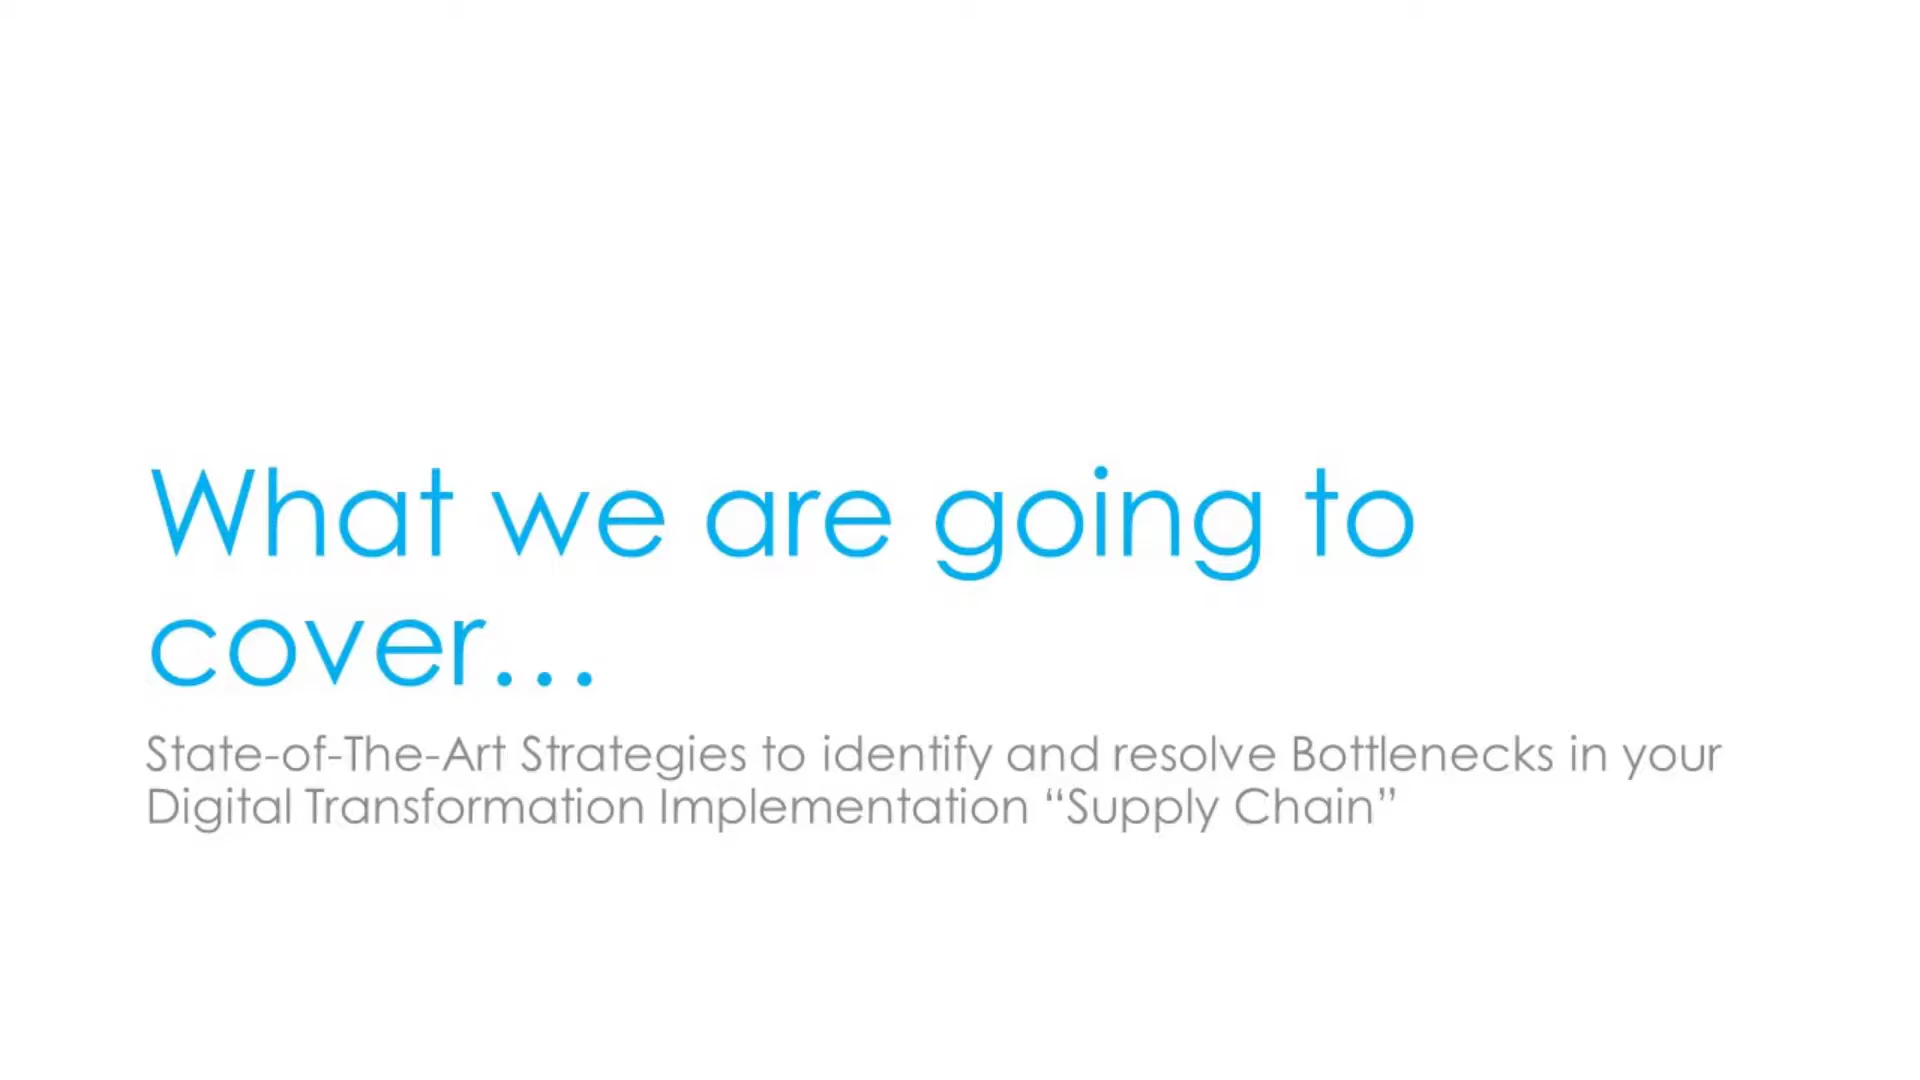 What we are going to
cover...
State-of-The-Art Strategies to identify and resolve Bottlenecks in your
Digital Transformation Implementation “Supply Chain”